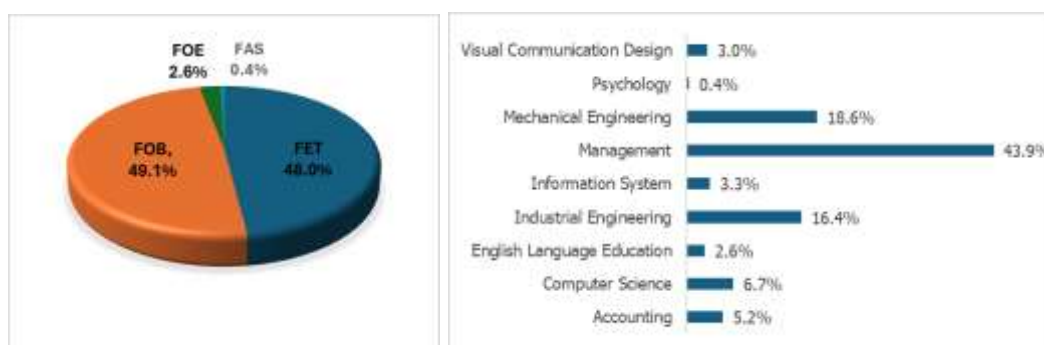 FOE
2.6%
FAS
0.4%
FOB,
49.1%
FET
48.0%
Visual Communication Design
3.0%
Psychology
0.4%
Mechanical Engineering
18.6%
Management
43.9%
Information System
3.3%
Industrial Engineering
16.4%
English Language Education
2.6%
Computer Science
6.7%
Accounting
5.2%